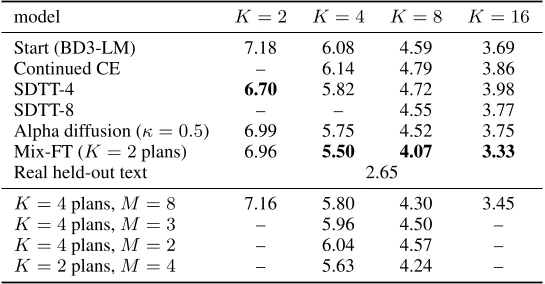 model K = 2 K = 4 K = 8 K = 16
Start (BD3-LM) 7.18 6.08 4.59 3.69
Continued CE – 6.14 4.79 3.86
SDTT-4 6.70 5.82 4.72 3.98
SDTT-8 – – 4.55 3.77
Alpha diffusion (κ = 0.5) 6.99 5.75 4.52 3.75
Mix-FT (K = 2 plans) 6.96 5.50 4.07 3.33
Real held-out text 2.65
K = 4 plans, M = 8 7.16 5.80 4.30 3.45
K = 4 plans, M = 3 – 5.96 4.50 –
K = 4 plans, M = 2 – 6.04 4.57 –
K = 2 plans, M = 4 – 5.63 4.24 –